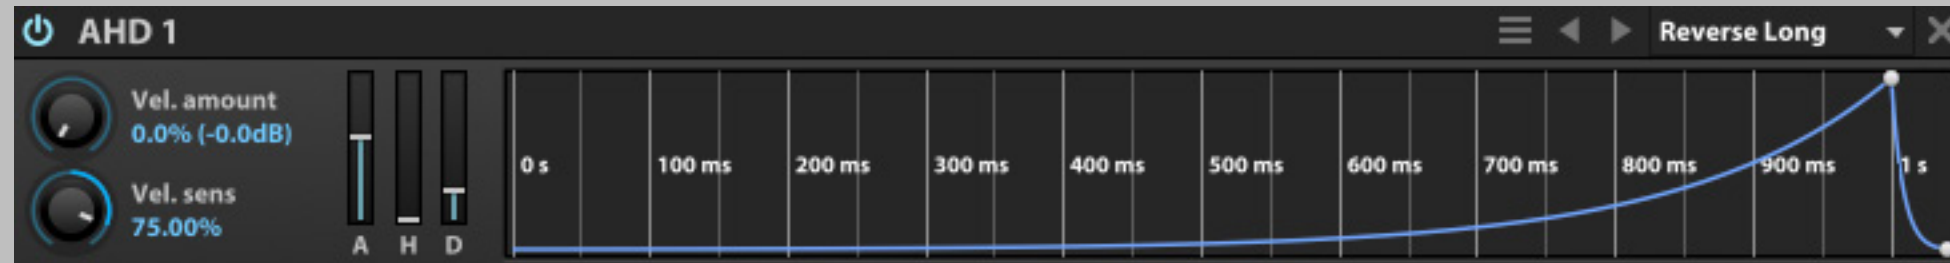 AHD 1
Reverse Long
Vel. amount
0.0% (-0.0dB)
Vel. sens
75.00%
A H D
0 s 100 ms 200 ms 300 ms 400 ms 500 ms 600 ms 700 ms 800 ms 900 ms 1 s